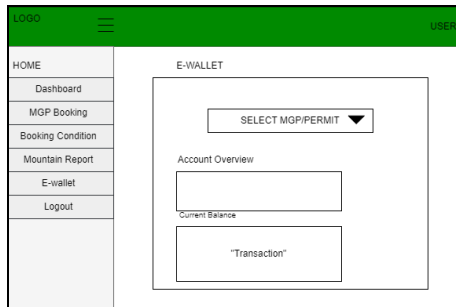 LOGO
USER
HOME
Dashboard
MGP Booking
Booking Condition
Mountain Report
E-wallet
Logout
E-WALLET
SELECT MGP/PERMIT
Account Overview
Current Balance
"Transaction"